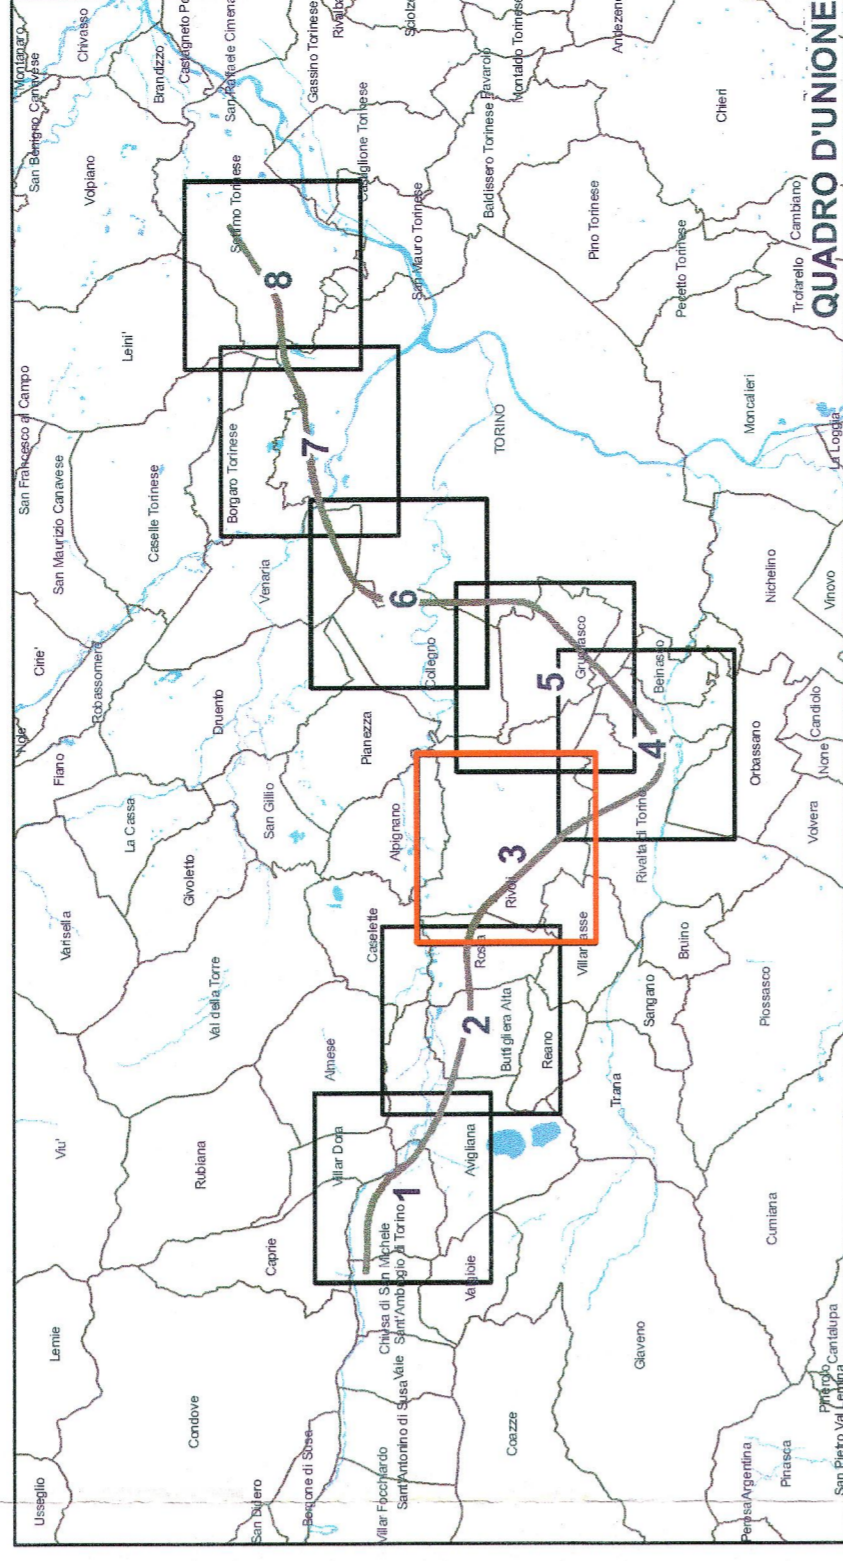 Usseglio
Lemie
Viu'
Varisella
Fiano
Cirie'
San Francesco al Campo
San Maurizio Canavese
Montanaro
San Benigno Canavese
Chivasso
Condove
Rubiana
Val della Torre
Givoletto
La Cassa
Robassomero
Druento
Caselle Torinese
Leini'
Volpiano
Brandizzo
San Didero
Borgone di Susa
Caprie
Villar Dora
Almese
Caselette
San Gillio
Alpignano
Pianezza
Venaria
Borgaro Torinese
Settimo Torinese
San Raffaele Cimena
Gassino Torinese
Castiglione Torinese
Villar Focchiardo
Sant'Antonino di Susa
Vaie
Chiusa di San Michele
Sant'Ambrogio di Torino
1
2
3
4
5
6
7
8
Vaigioie
Avigliana
Buttigliera Alta
Reano
Rosta
Rivoli
Villarbasse
Collegno
Grugliasco
TORINO
San Mauro Torinese
Baldissero Torinese
Pavarolo
Montaldo Torinese
Coazze
Giaveno
Trana
Sangano
Bruino
Rivalta di Torino
Beinasco
Orbassano
Pino Torinese
Pecetto Torinese
Chieri
Perosa Argentina
Pinasca
Pinerolo
Cantalupa
Cumiana
Piossasco
Volvera
None
Candiolo
Nichelino
Vinovo
Moncalieri
La Loggia
Trofarello
Cambiano
QUADRO D'UNIONE